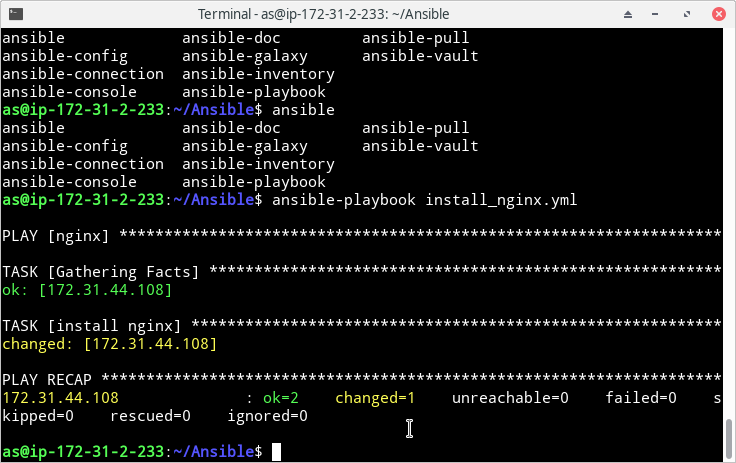 Terminal - as@ip-172-31-2-233: ~/Ansible
ansible             ansible-doc         ansible-pull
ansible-config      ansible-galaxy      ansible-vault
ansible-connection  ansible-inventory
ansible-console     ansible-playbook
as@ip-172-31-2-233:~/Ansible$ ansible
ansible             ansible-doc         ansible-pull
ansible-config      ansible-galaxy      ansible-vault
ansible-connection  ansible-inventory
ansible-console     ansible-playbook
as@ip-172-31-2-233:~/Ansible$ ansible-playbook install_nginx.yml
PLAY [nginx] *******************************************************************
TASK [Gathering Facts] *********************************************************
ok: [172.31.44.108]
TASK [install nginx] ***********************************************************
changed: [172.31.44.108]
PLAY RECAP *********************************************************************
172.31.44.108              : ok=2    changed=1    unreachable=0    failed=0    s
kipped=0    rescued=0    ignored=0
as@ip-172-31-2-233:~/Ansible$